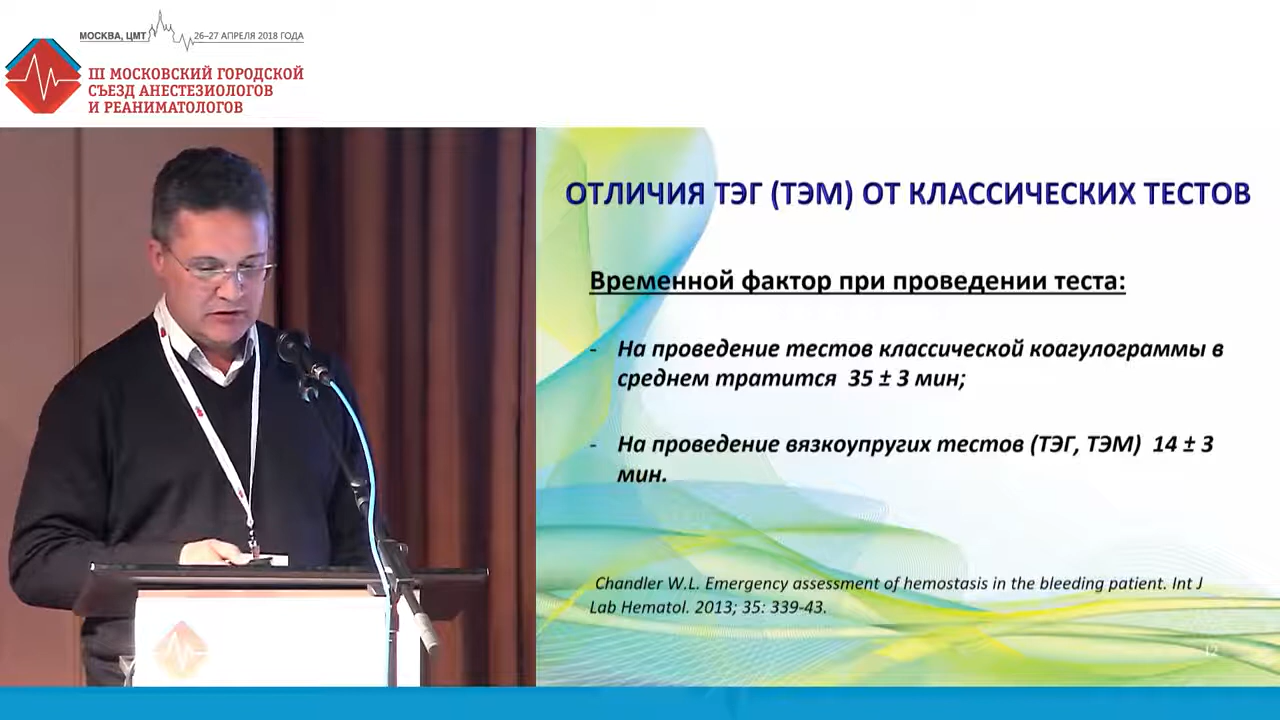 МОСКВА, ЦМТ 26–27 АПРЕЛЯ 2018 ГОДА
III МОСКОВСКИЙ ГОРОДСКОЙ
СЪЕЗД АНЕСТЕЗИОЛОГОВ
И РЕАНИМАТОЛОГОВ
ОТЛИЧИЯ ТЭГ (ТЭМ) ОТ КЛАССИЧЕСКИХ ТЕСТОВ
Временной фактор при проведении теста:
- На проведение тестов классической коагулограммы в
среднем тратится 35 ± 3 мин;
- На проведение вязкоупругих тестов (ТЭГ, ТЭМ) 14 ± 3
мин.
Chandler W.L. Emergency assessment of hemostasis in the bleeding patient. Int J
Lab Hematol. 2013; 35: 339-43.
12